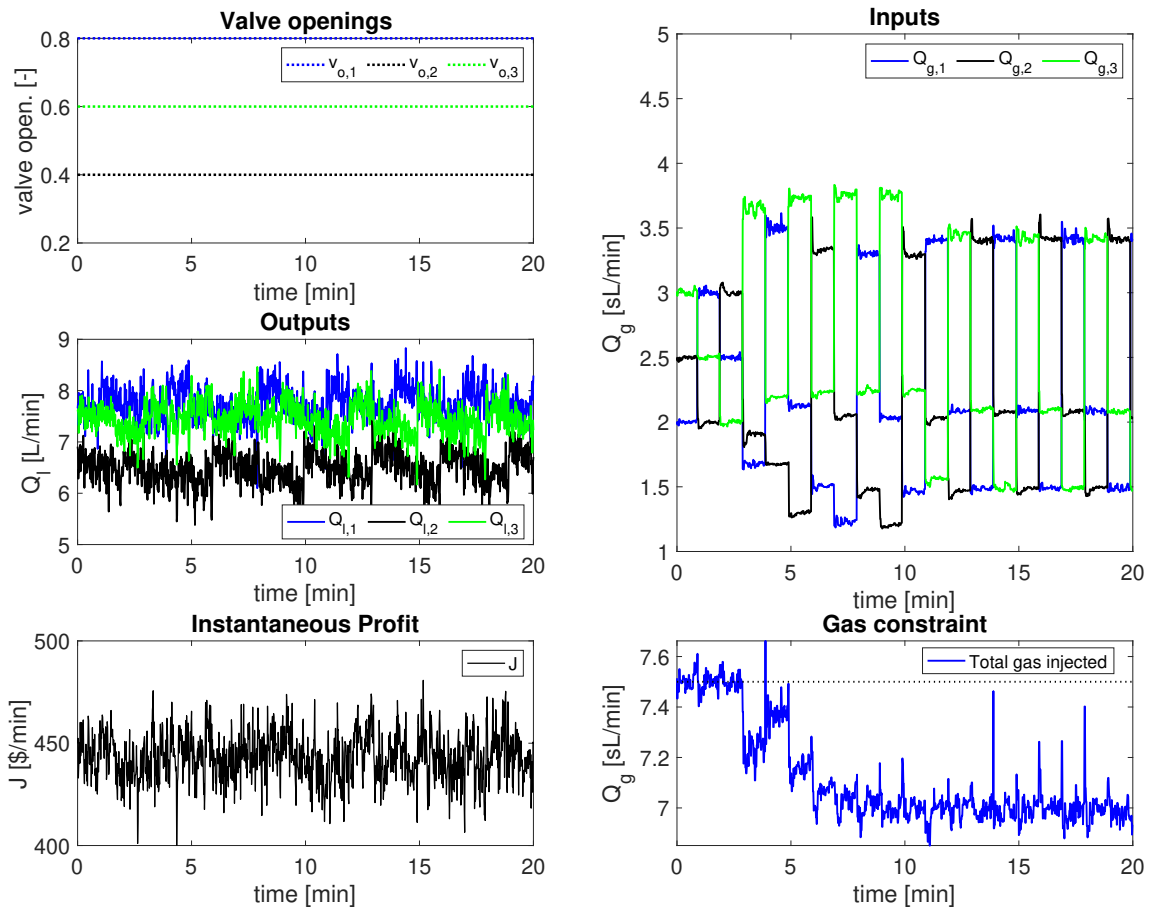 Valve openings
0.8
0.6
0.4
0.2
valve open. [-]
v_{o,1} v_{o,2} v_{o,3}
0 5 10 15 20
time [min]
Outputs
9
8
7
6
5
Q_l [L/min]
Q_{l,1} Q_{l,2} Q_{l,3}
0 5 10 15 20
time [min]
Instantaneous Profit
500
450
400
J [$/min]
J
0 5 10 15 20
time [min]
Inputs
5
4.5
4
3.5
3
2.5
2
1.5
1
Q_g [sL/min]
Q_{g,1} Q_{g,2} Q_{g,3}
0 5 10 15 20
time [min]
Gas constraint
7.6
7.4
7.2
7
Q_g [sL/min]
Total gas injected
0 5 10 15 20
time [min]